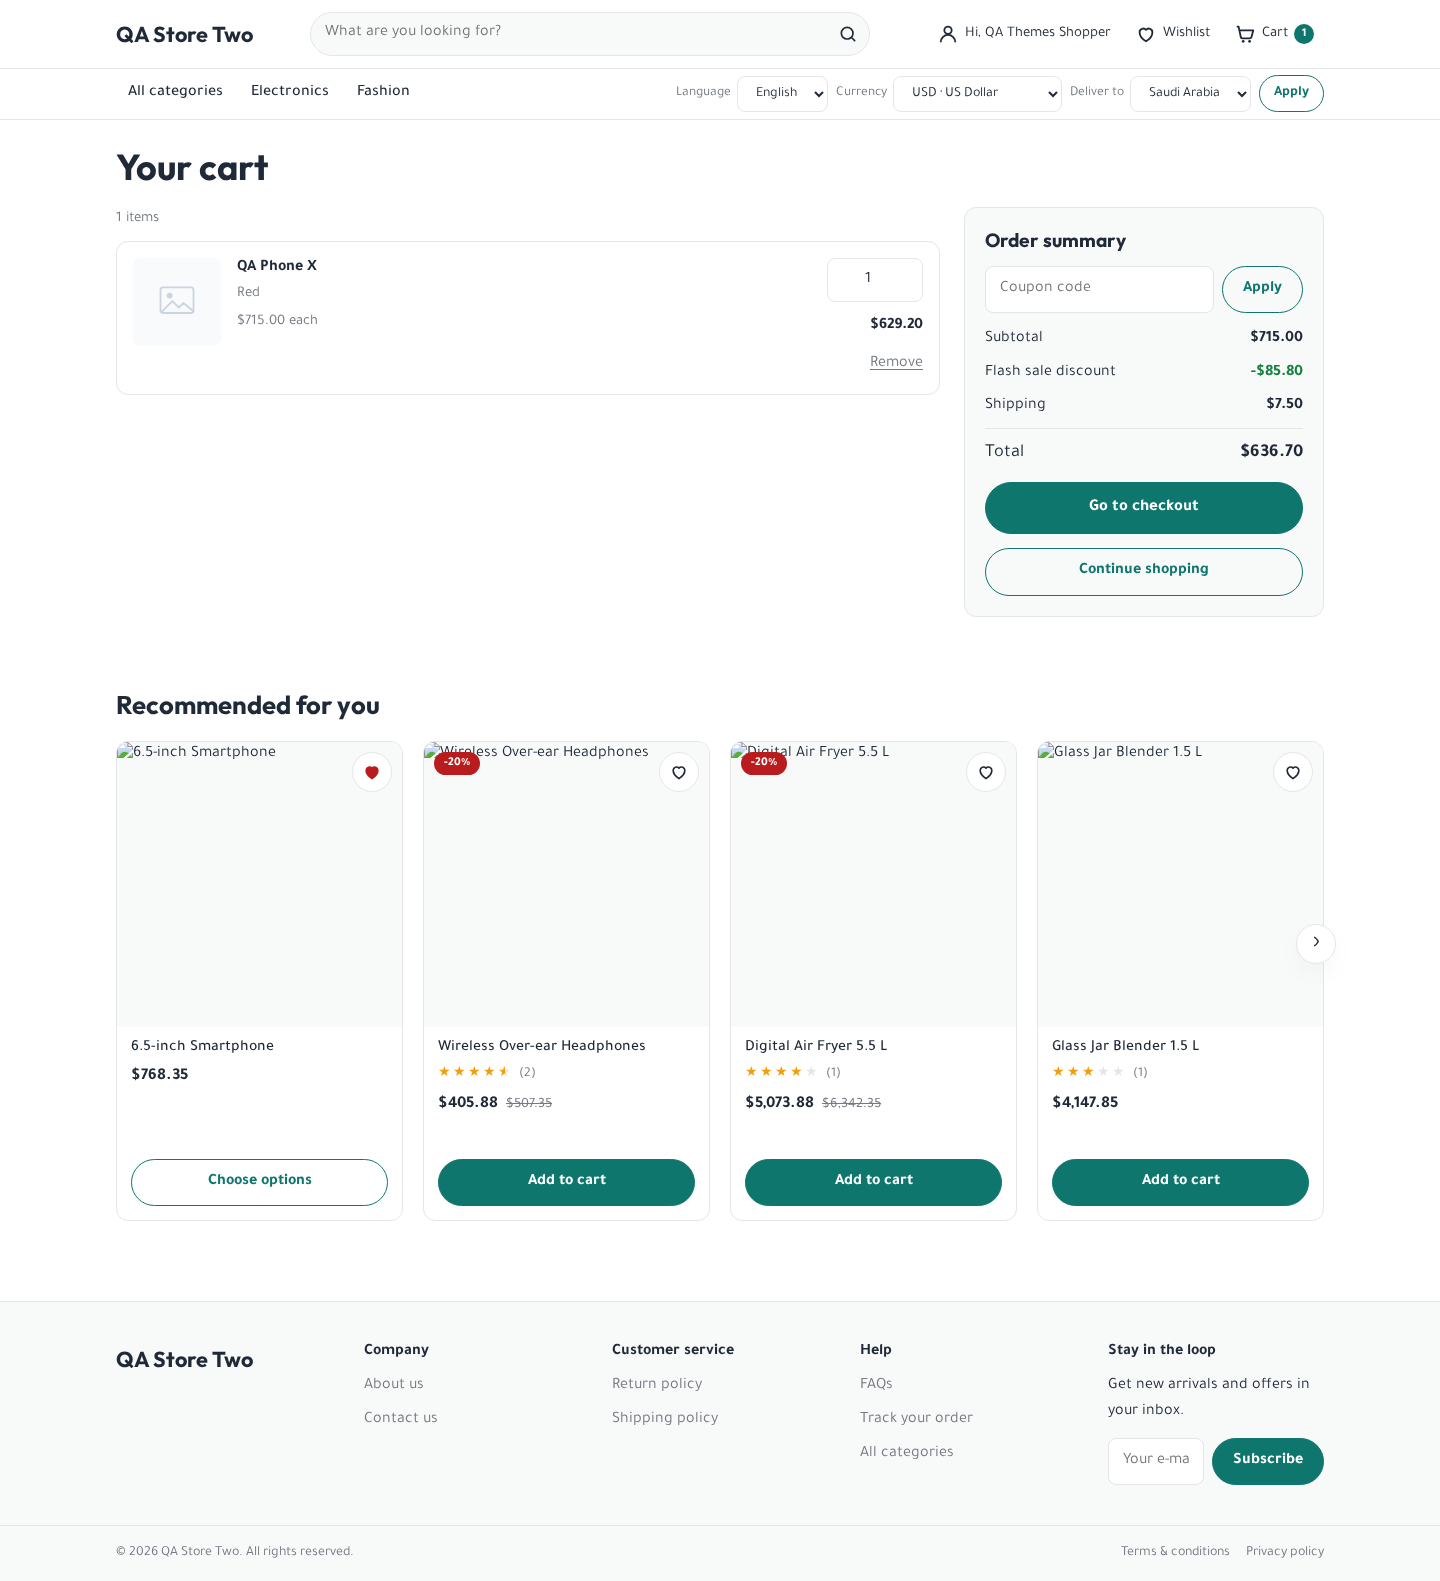 QA Store Two
What are you looking for?
Hi, QA Themes Shopper
Wishlist
Cart 1
All categories
Electronics
Fashion
Language English
Currency USD · US Dollar
Deliver to Saudi Arabia
Apply
Your cart
1 items
QA Phone X
Red
$715.00 each
1
$629.20
Remove
Order summary
Coupon code
Apply
Subtotal $715.00
Flash sale discount -$85.80
Shipping $7.50
Total $636.70
Go to checkout
Continue shopping
Recommended for you
6.5-inch Smartphone
6.5-inch Smartphone
$768.35
Choose options
Wireless Over-ear Headphones
-20%
Wireless Over-ear Headphones
(2)
$405.88 $507.35
Add to cart
Digital Air Fryer 5.5 L
-20%
Digital Air Fryer 5.5 L
(1)
$5,073.88 $6,342.35
Add to cart
Glass Jar Blender 1.5 L
Glass Jar Blender 1.5 L
(1)
$4,147.85
Add to cart
QA Store Two
Company
About us
Contact us
Customer service
Return policy
Shipping policy
Help
FAQs
Track your order
All categories
Stay in the loop
Get new arrivals and offers in
your inbox.
Your e-ma
Subscribe
© 2026 QA Store Two. All rights reserved.
Terms & conditions
Privacy policy